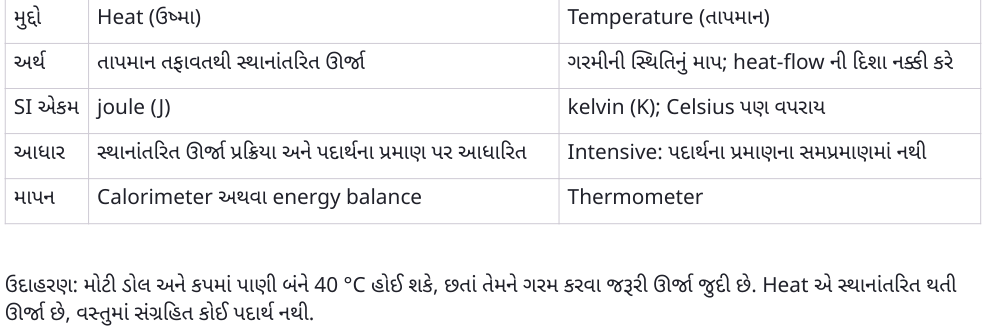 મુદ્દો Heat (ઉષ્મા) Temperature (તાપમાન)
અર્થ તાપમાન તફાવતથી સ્થાનાંતરિત ઊર્જા ગરમીની સ્થિતિનું માપ; heat-flow ની દિશા નક્કી કરે
SI એકમ joule (J) kelvin (K); Celsius પણ વપરાય
આધાર સ્થાનાંતરિત ઊર્જા પ્રક્રિયા અને પદાર્થના પ્રમાણ પર આધારિત Intensive: પદાર્થના પ્રમાણના સમપ્રમાણમાં નથી
માપન Calorimeter અથવા energy balance Thermometer
ઉદાહરણ: મોટી ડોલ અને કપમાં પાણી બંને 40 °C હોઈ શકે, છતાં તેમને ગરમ કરવા જરૂરી ઊર્જા જુદી છે. Heat એ સ્થાનાંતરિત થતી
ઊર્જા છે, વસ્તુમાં સંગ્રહિત કોઈ પદાર્થ નથી.